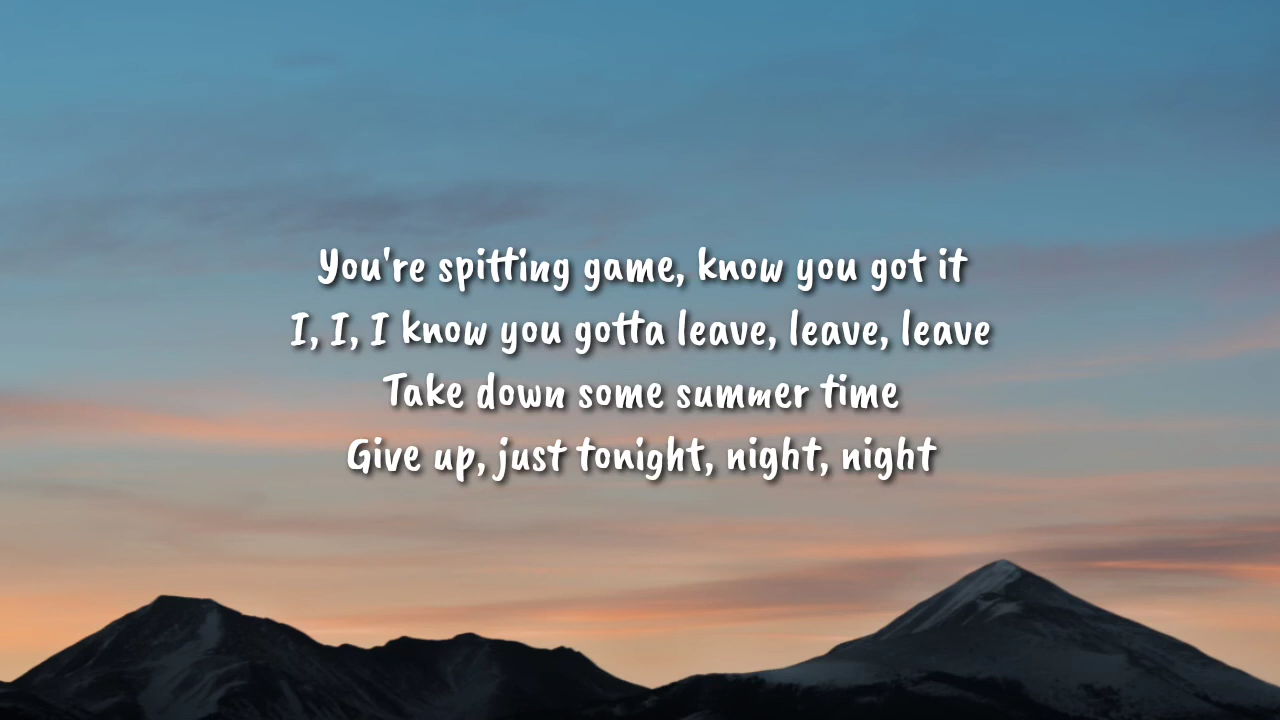 You're spitting game, know you got it
I, I, I know you gotta leave, leave, leave
Take down some summer time
Give up, just tonight, night, night